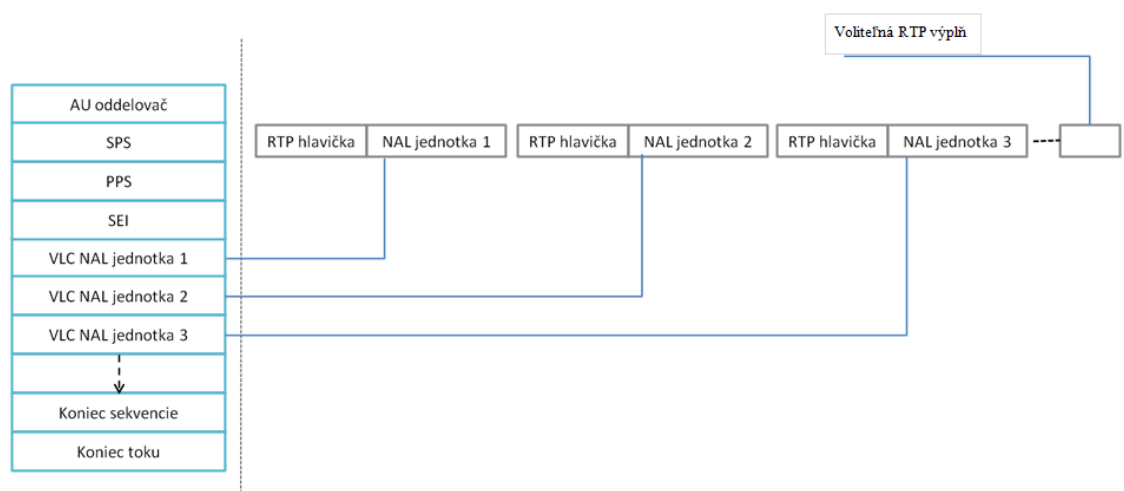 Voliteľná RTP výplň
AU oddelovač
SPS
PPS
SEI
VLC NAL jednotka 1
VLC NAL jednotka 2
VLC NAL jednotka 3
Koniec sekvencie
Koniec toku
RTP hlavička NAL jednotka 1 RTP hlavička NAL jednotka 2 RTP hlavička NAL jednotka 3